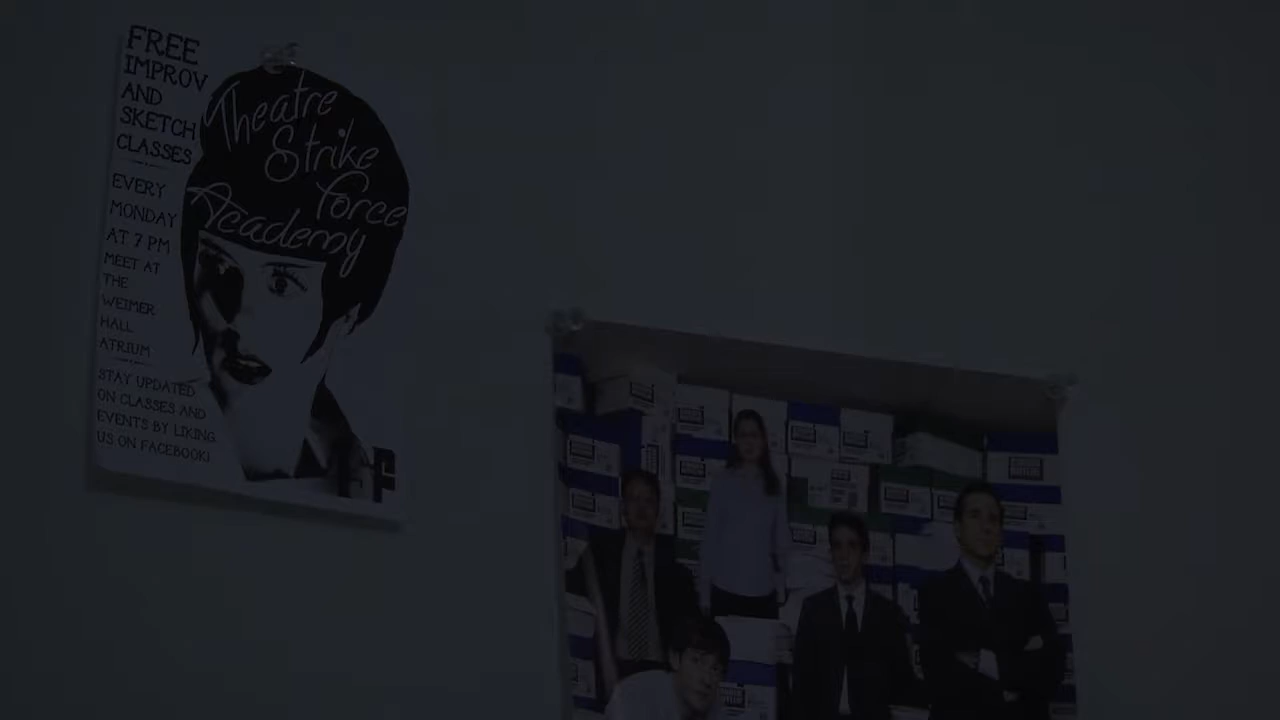 FREE
IMPROV
AND
SKETCH
CLASSES
EVERY
MONDAY
AT 7 PM
MEET AT
THE
WEIMER
HALL
ATRIUM
STAY UPDATED
ON CLASSES AND
EVENTS BY LIKING
US ON FACEBOOK!
Theatre
Strike
Force
Academy